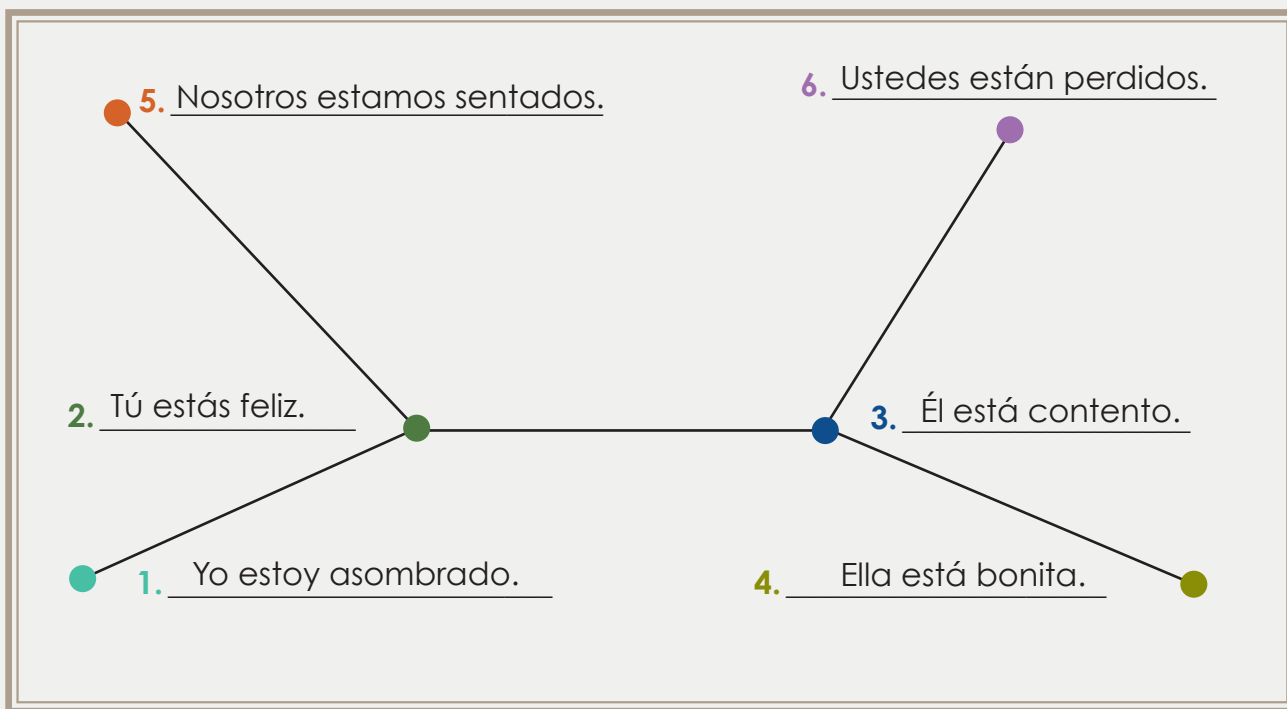 5. Nosotros estamos sentados.
6. Ustedes están perdidos.
2. Tú estás feliz.
3. Él está contento.
1. Yo estoy asombrado.
4. Ella está bonita.